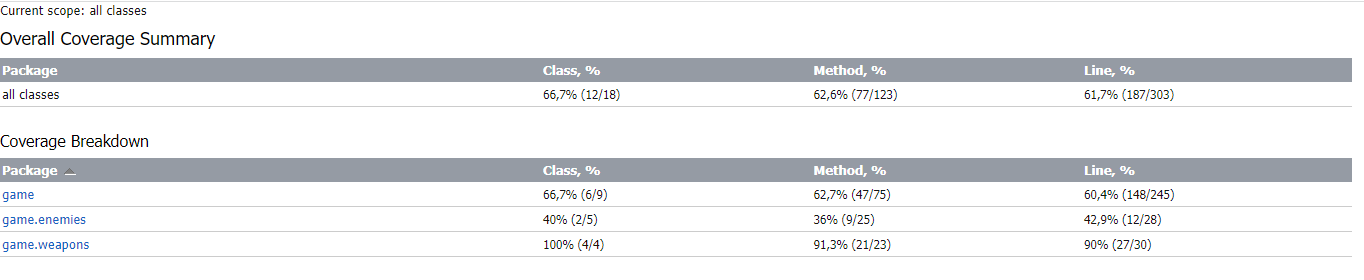 Current scope: all classes
Overall Coverage Summary
Package Class, % Method, % Line, %
all classes 66,7% (12/18) 62,6% (77/123) 61,7% (187/303)
Coverage Breakdown
Package Class, % Method, % Line, %
game 66,7% (6/9) 62,7% (47/75) 60,4% (148/245)
game.enemies 40% (2/5) 36% (9/25) 42,9% (12/28)
game.weapons 100% (4/4) 91,3% (21/23) 90% (27/30)